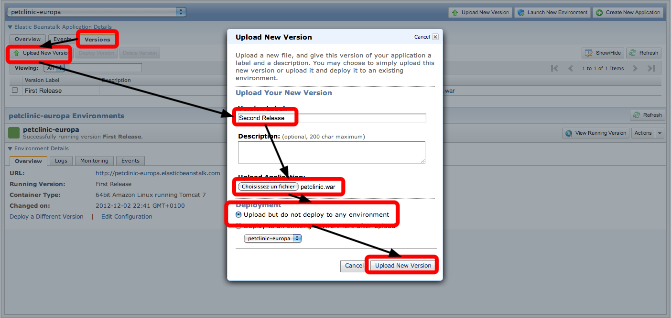 petclinic-europa
Upload New Version
Launch New Environment
Create New Application
Elastic Beanstalk Application Details
Overview
Events
Versions
Upload New Version
Show/Hide
Refresh
Viewing:
1 to 1 of 1 Items
Version Label
Description
First Release
war
petclinic-europa Environments
Refresh
petclinic-europa
Successfully running version First Release.
View Running Version
Actions
Environment Details
Overview
Logs
Monitoring
Events
URL:
http://petclinic-europa.elasticbeanstalk.com
Running Version:
First Release
Container Type:
64bit Amazon Linux running Tomcat 7
Changed on:
2012-12-02 22:41 GMT+0100
Deploy a Different Version | Edit Configuration
Upload New Version
Cancel
Upload a new file, and give this version of your application a
label and a description. You may choose to simply upload this
new version or upload it and deploy it to an existing
environment.
Upload Your New Version
Second Release
Description: (optional, 200 char maximum)
Upload Application:
Choisissez un fichier petclinic.war
Deployment
Upload but do not deploy to any environment
petclinic-europa
Cancel
Upload New Version